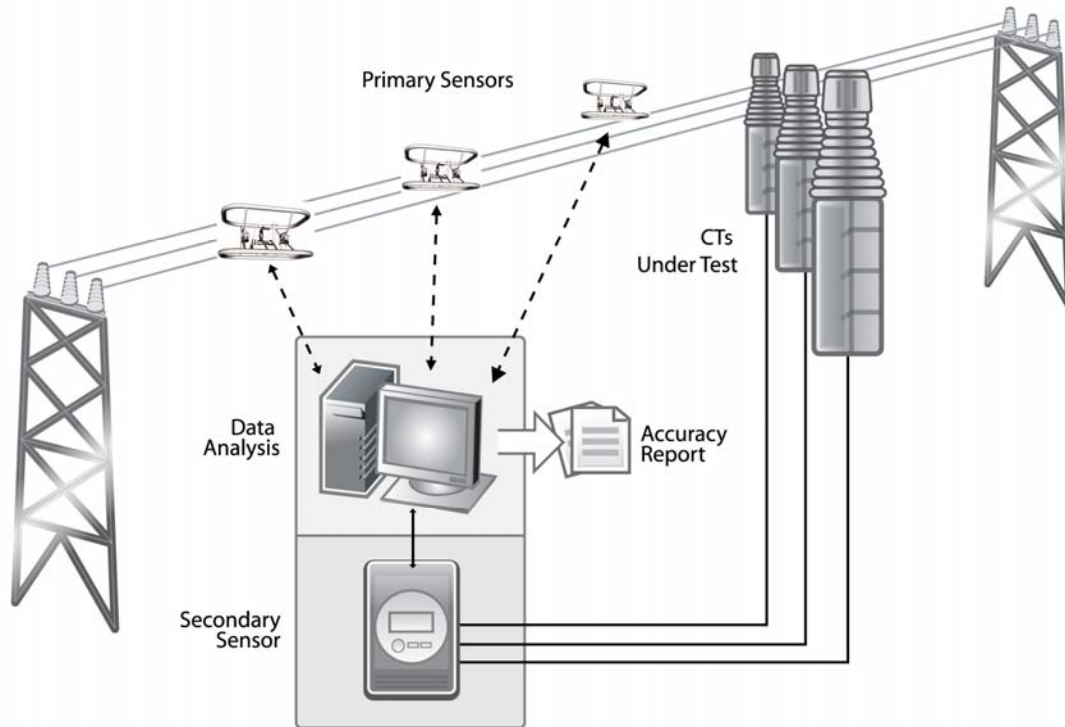 Primary Sensors
CTs
Under Test
Data
Analysis
Accuracy
Report
Secondary
Sensor